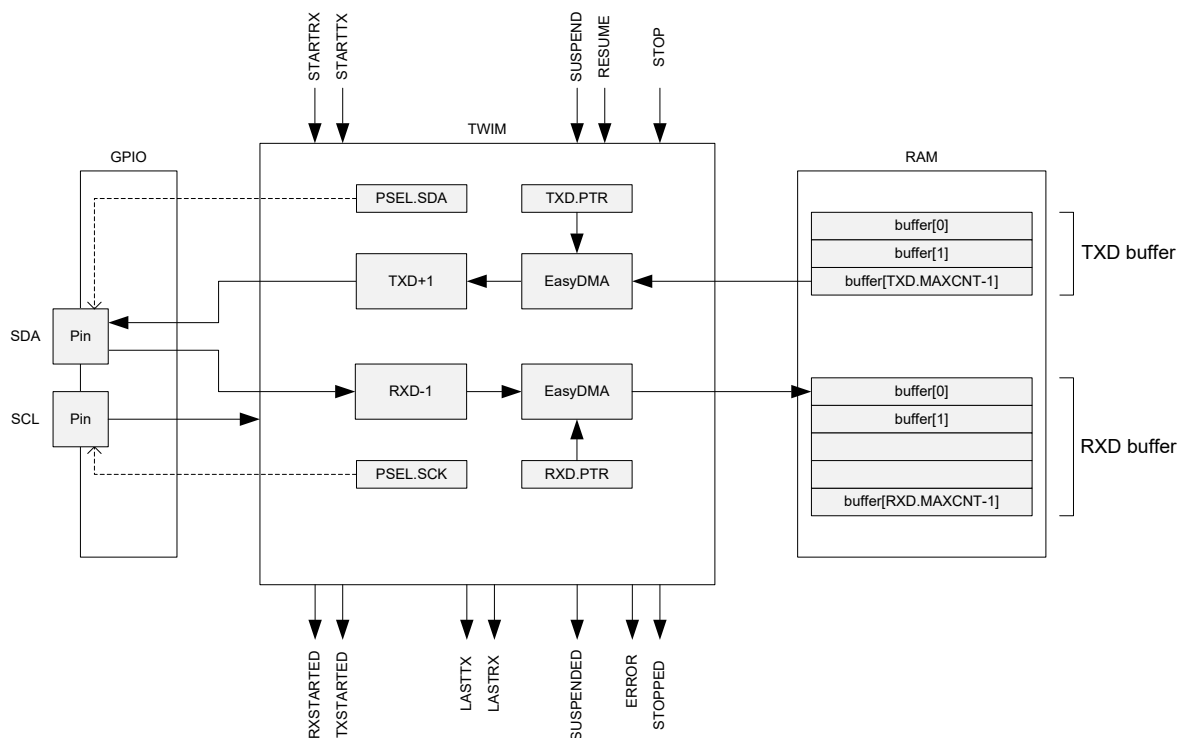 STARTRX
STARTTX
SUSPEND
RESUME
STOP
TWIM
GPIO
RAM
PSEL.SDA
TXD.PTR
buffer[0]
buffer[1]
buffer[TXD.MAXCNT-1]
TXD buffer
TXD+1
EasyDMA
SDA
Pin
RXD-1
EasyDMA
buffer[0]
buffer[1]
buffer[RXD.MAXCNT-1]
RXD buffer
SCL
Pin
PSEL.SCK
RXD.PTR
RXSTARTED
TXSTARTED
LASTTX
LASTRX
SUSPENDED
ERROR
STOPPED